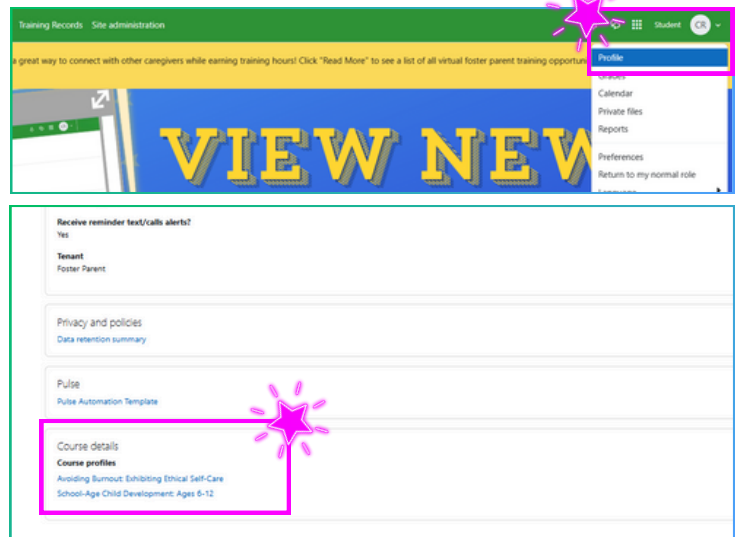 Training Records Site administration Student CR
a great way to connect with other caregivers while earning training hours! Click "Read More" to see a list of all virtual foster parent training opportun
Profile
Grades
Calendar
Private files
Reports
Preferences
Return to my normal role
Language
VIEW NEW
Receive reminder text/calls alerts?
Yes
Tenant
Foster Parent
Privacy and policies
Data retention summary
Pulse
Pulse Automation Template
Course details
Course profiles
Avoiding Burnout: Exhibiting Ethical Self-Care
School-Age Child Development: Ages 6-12